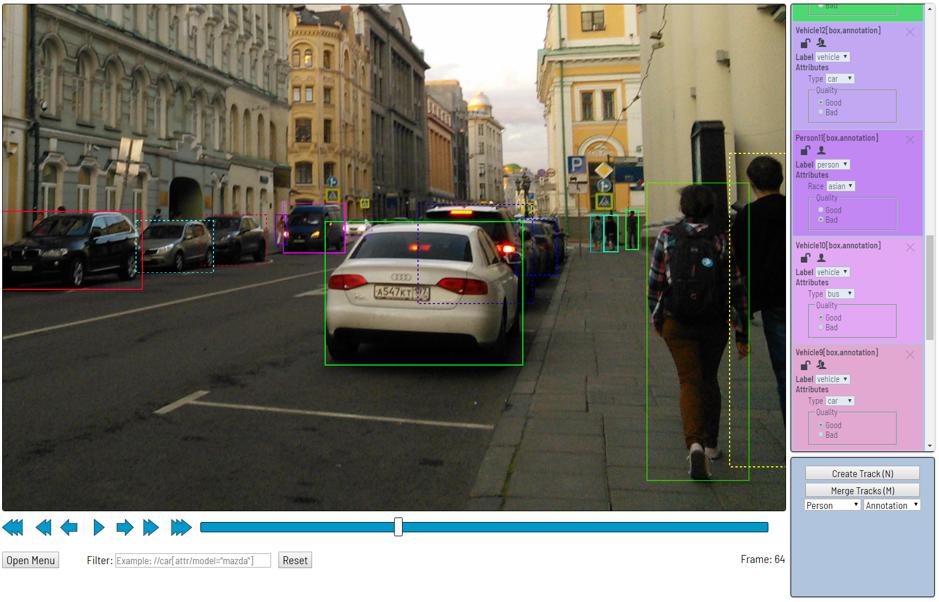 Bad
Vehicle12[box,annotation]
Label vehicle
Attributes
Type car
Quality
Good
Bad
Person11[box,annotation]
Label person
Attributes
Race asian
Quality
Good
Bad
Vehicle10[box,annotation]
Label vehicle
Attributes
Type bus
Quality
Good
Bad
Vehicle9[box,annotation]
Label vehicle
Attributes
Type car
Quality
Good
Bad
P
А547КТ
Create Track (N)
Merge Tracks (M)
Person Annotation
Open Menu Filter: Example: //car[attr/model="mazda"] Reset Frame: 64